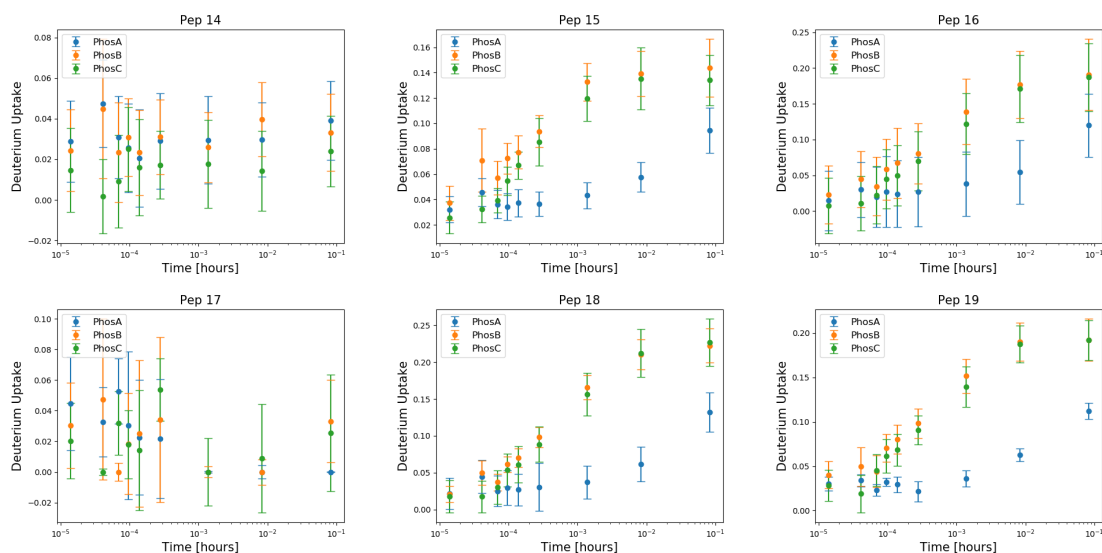 Pep 14
Pep 15
Pep 16
0.08
0.06
0.04
0.02
0.00
−0.02
Deuterium Uptake
PhosA
PhosB
PhosC
10⁻⁵ 10⁻⁴ 10⁻³ 10⁻² 10⁻¹
Time [hours]
0.16
0.14
0.12
0.10
0.08
0.06
0.04
0.02
Deuterium Uptake
PhosA
PhosB
PhosC
10⁻⁵ 10⁻⁴ 10⁻³ 10⁻² 10⁻¹
Time [hours]
0.25
0.20
0.15
0.10
0.05
0.00
−0.05
Deuterium Uptake
PhosA
PhosB
PhosC
10⁻⁵ 10⁻⁴ 10⁻³ 10⁻² 10⁻¹
Time [hours]
Pep 17
Pep 18
Pep 19
0.10
0.08
0.06
0.04
0.02
0.00
−0.02
Deuterium Uptake
PhosA
PhosB
PhosC
10⁻⁵ 10⁻⁴ 10⁻³ 10⁻² 10⁻¹
Time [hours]
0.25
0.20
0.15
0.10
0.05
0.00
Deuterium Uptake
PhosA
PhosB
PhosC
10⁻⁵ 10⁻⁴ 10⁻³ 10⁻² 10⁻¹
Time [hours]
0.20
0.15
0.10
0.05
0.00
Deuterium Uptake
PhosA
PhosB
PhosC
10⁻⁵ 10⁻⁴ 10⁻³ 10⁻² 10⁻¹
Time [hours]